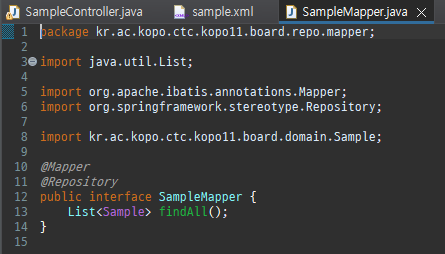 SampleController.java sample.xml SampleMapper.java
1 package kr.ac.kopo.ctc.kopo11.board.repo.mapper;
2
3 import java.util.List;
4
5 import org.apache.ibatis.annotations.Mapper;
6 import org.springframework.stereotype.Repository;
7
8 import kr.ac.kopo.ctc.kopo11.board.domain.Sample;
9
10 @Mapper
11 @Repository
12 public interface SampleMapper {
13     List<Sample> findAll();
14 }
15